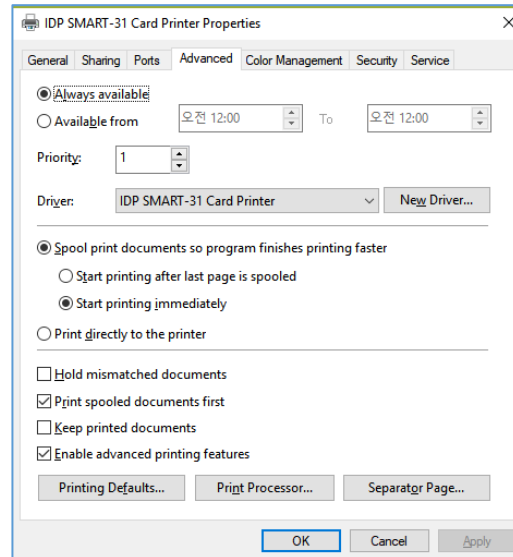 IDP SMART-31 Card Printer Properties
General Sharing Ports Advanced Color Management Security Service
Always available
Available from 오전 12:00 To 오전 12:00
Priority: 1
Driver: IDP SMART-31 Card Printer New Driver...
Spool print documents so program finishes printing faster
Start printing after last page is spooled
Start printing immediately
Print directly to the printer
Hold mismatched documents
Print spooled documents first
Keep printed documents
Enable advanced printing features
Printing Defaults... Print Processor... Separator Page...
OK Cancel Apply